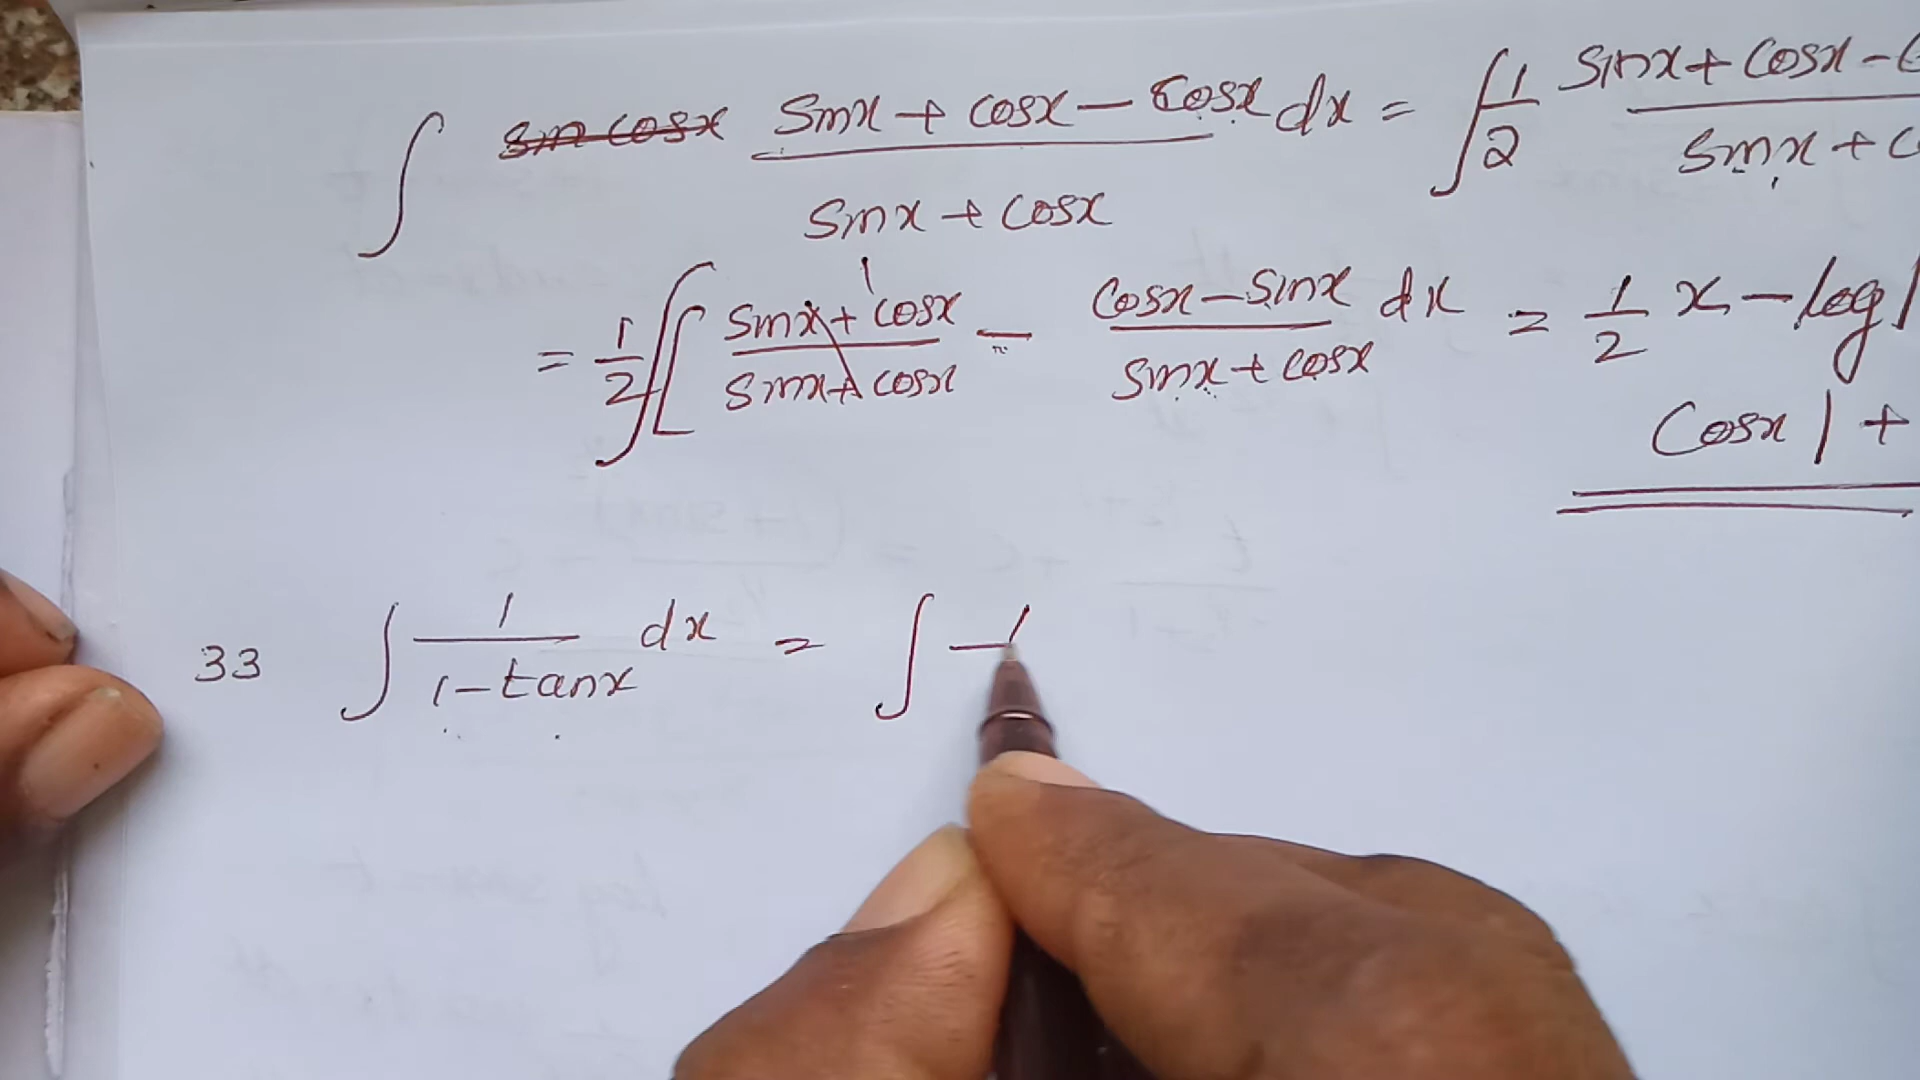 ∫ sin cosx (sinx + cosx − cosx)/(sinx + cosx) dx = ∫ 1/2 (sinx + cosx −)/(sinx +)
= 1/2 ∫ [ (sinx + cosx)/(sinx + cosx) 1 − (cosx − sinx)/(sinx + cosx) dx = 1/2 x − log|
cosx| +
33 ∫ 1/(1−tanx) dx = ∫ 1